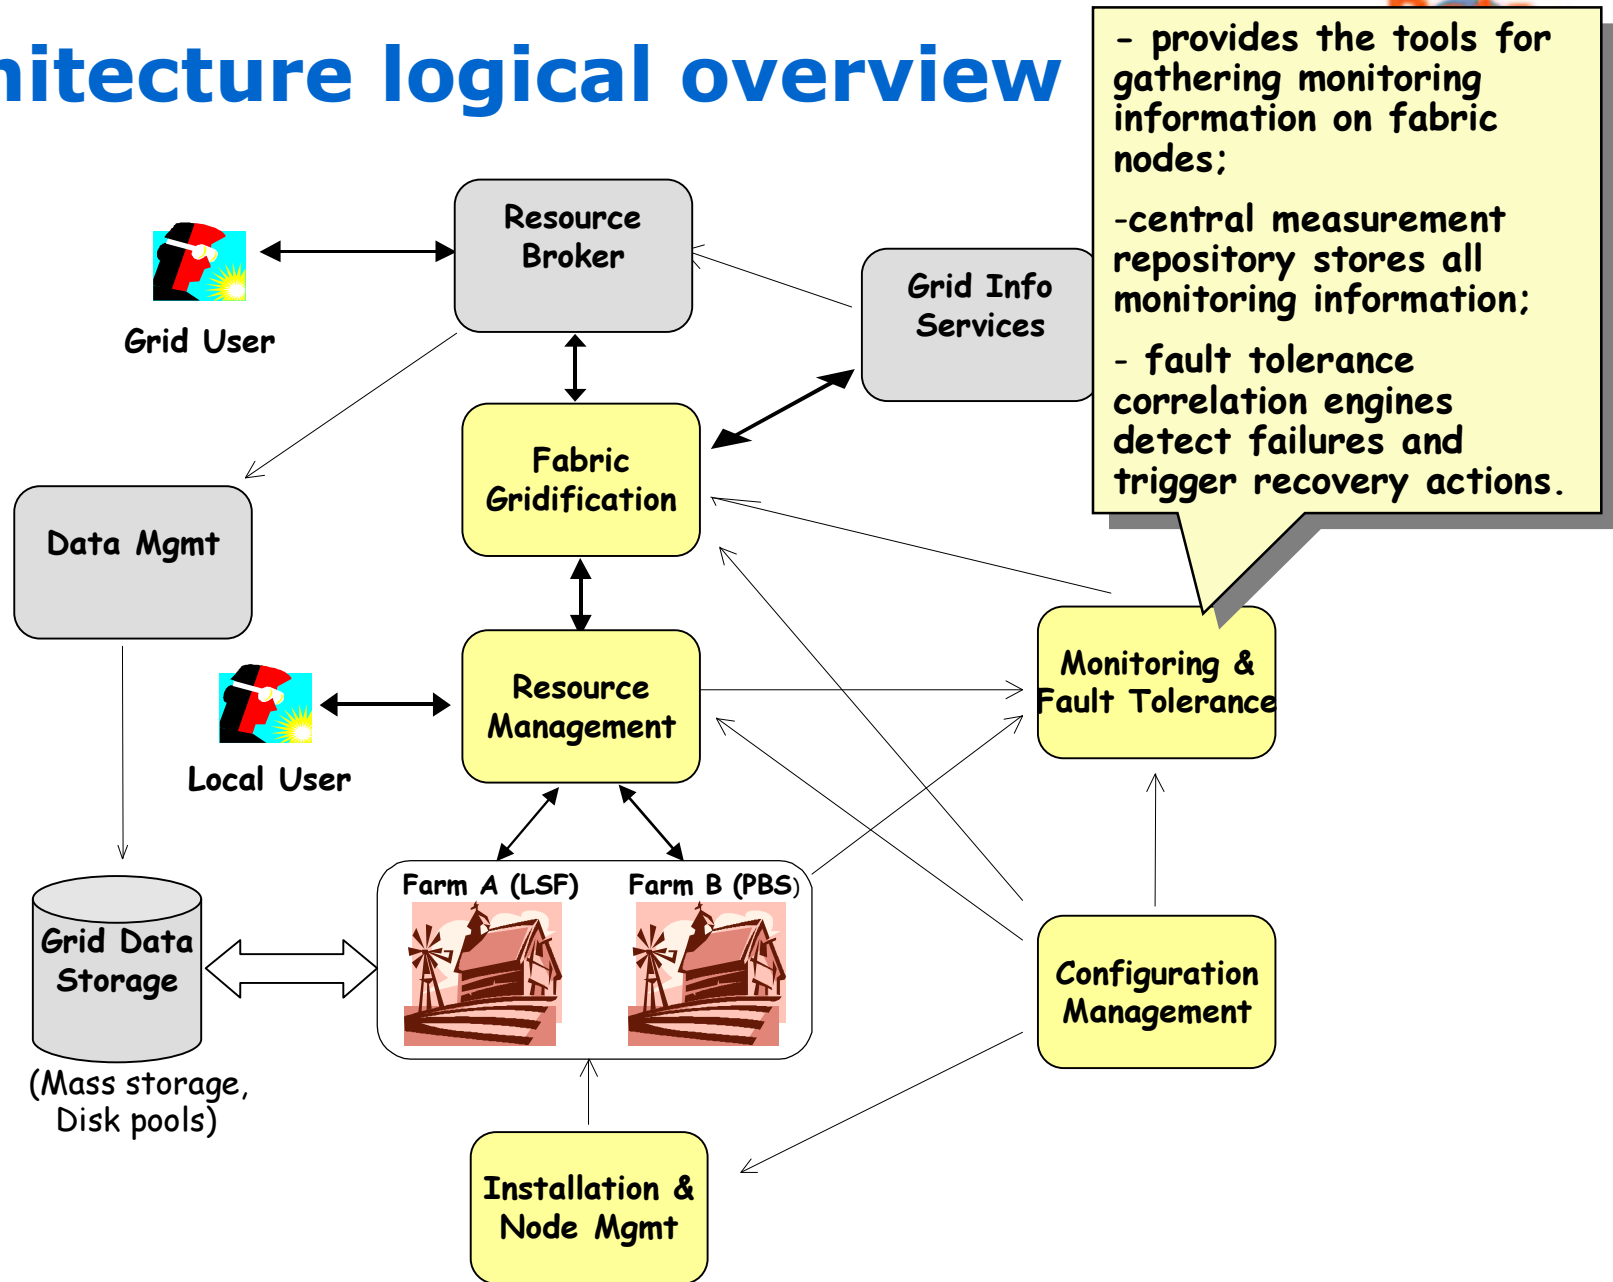 hitecture logical overview
- provides the tools for
gathering monitoring
information on fabric
nodes;
-central measurement
repository stores all
monitoring information;
- fault tolerance
correlation engines
detect failures and
trigger recovery actions.
Resource
Broker
Grid Info
Services
Grid User
Fabric
Gridification
Data Mgmt
Resource
Management
Monitoring &
Fault Tolerance
Local User
Farm A (LSF)
Farm B (PBS)
Grid Data
Storage
Configuration
Management
(Mass storage,
Disk pools)
Installation &
Node Mgmt